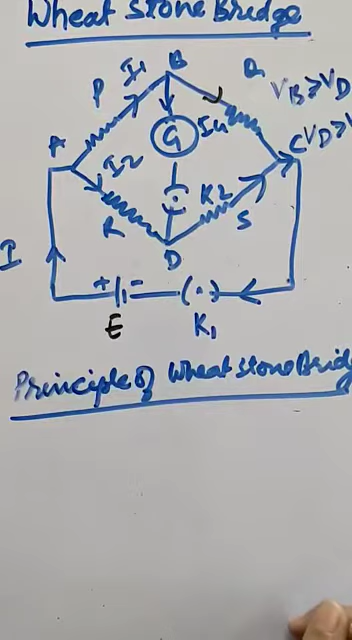 Wheat Stone Bridge
B
I1
P
Q
VB ≥ VD
G
I4
A
I2
C
VD ≥ V
R
K2
S
D
I
+ -
E
K1
Principle of Wheat Stone Bridg